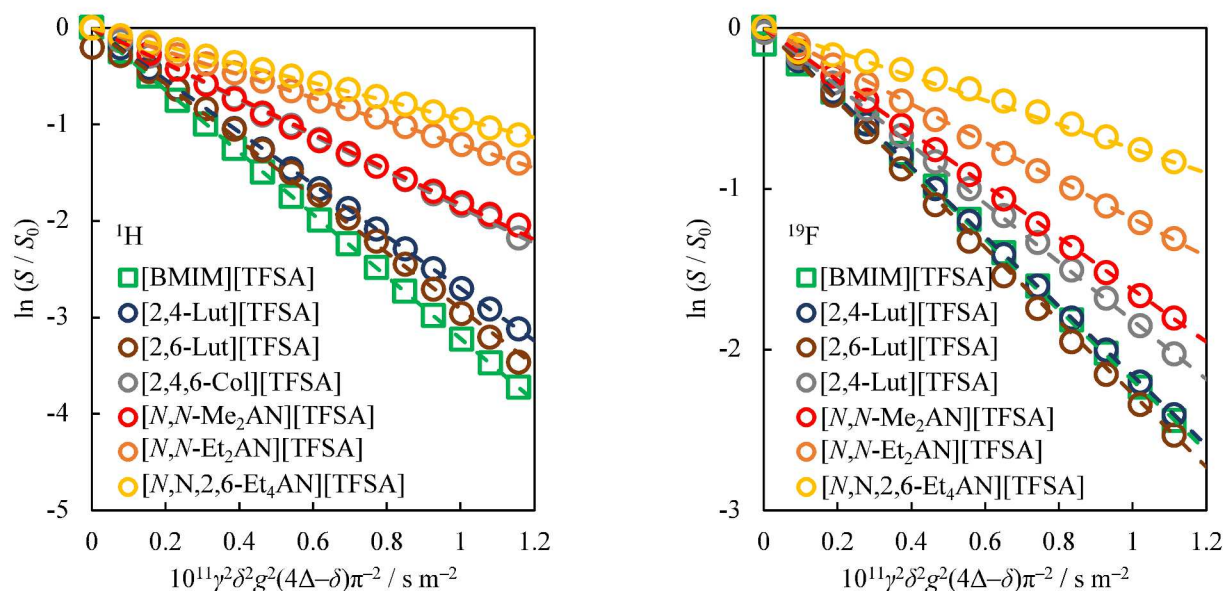 0
-1
-2
-3
-4
-5
ln (S / S₀)
¹H
[BMIM][TFSA]
[2,4-Lut][TFSA]
[2,6-Lut][TFSA]
[2,4,6-Col][TFSA]
[N,N-Me₂AN][TFSA]
[N,N-Et₂AN][TFSA]
[N,N,2,6-Et₄AN][TFSA]
0 0.2 0.4 0.6 0.8 1 1.2
10¹¹γ²δ²g²(4Δ–δ)π⁻² / s m⁻²
0
-1
-2
-3
ln (S / S₀)
¹⁹F
[BMIM][TFSA]
[2,4-Lut][TFSA]
[2,6-Lut][TFSA]
[2,4-Lut][TFSA]
[N,N-Me₂AN][TFSA]
[N,N-Et₂AN][TFSA]
[N,N,2,6-Et₄AN][TFSA]
0 0.2 0.4 0.6 0.8 1 1.2
10¹¹γ²δ²g²(4Δ–δ)π⁻² / s m⁻²